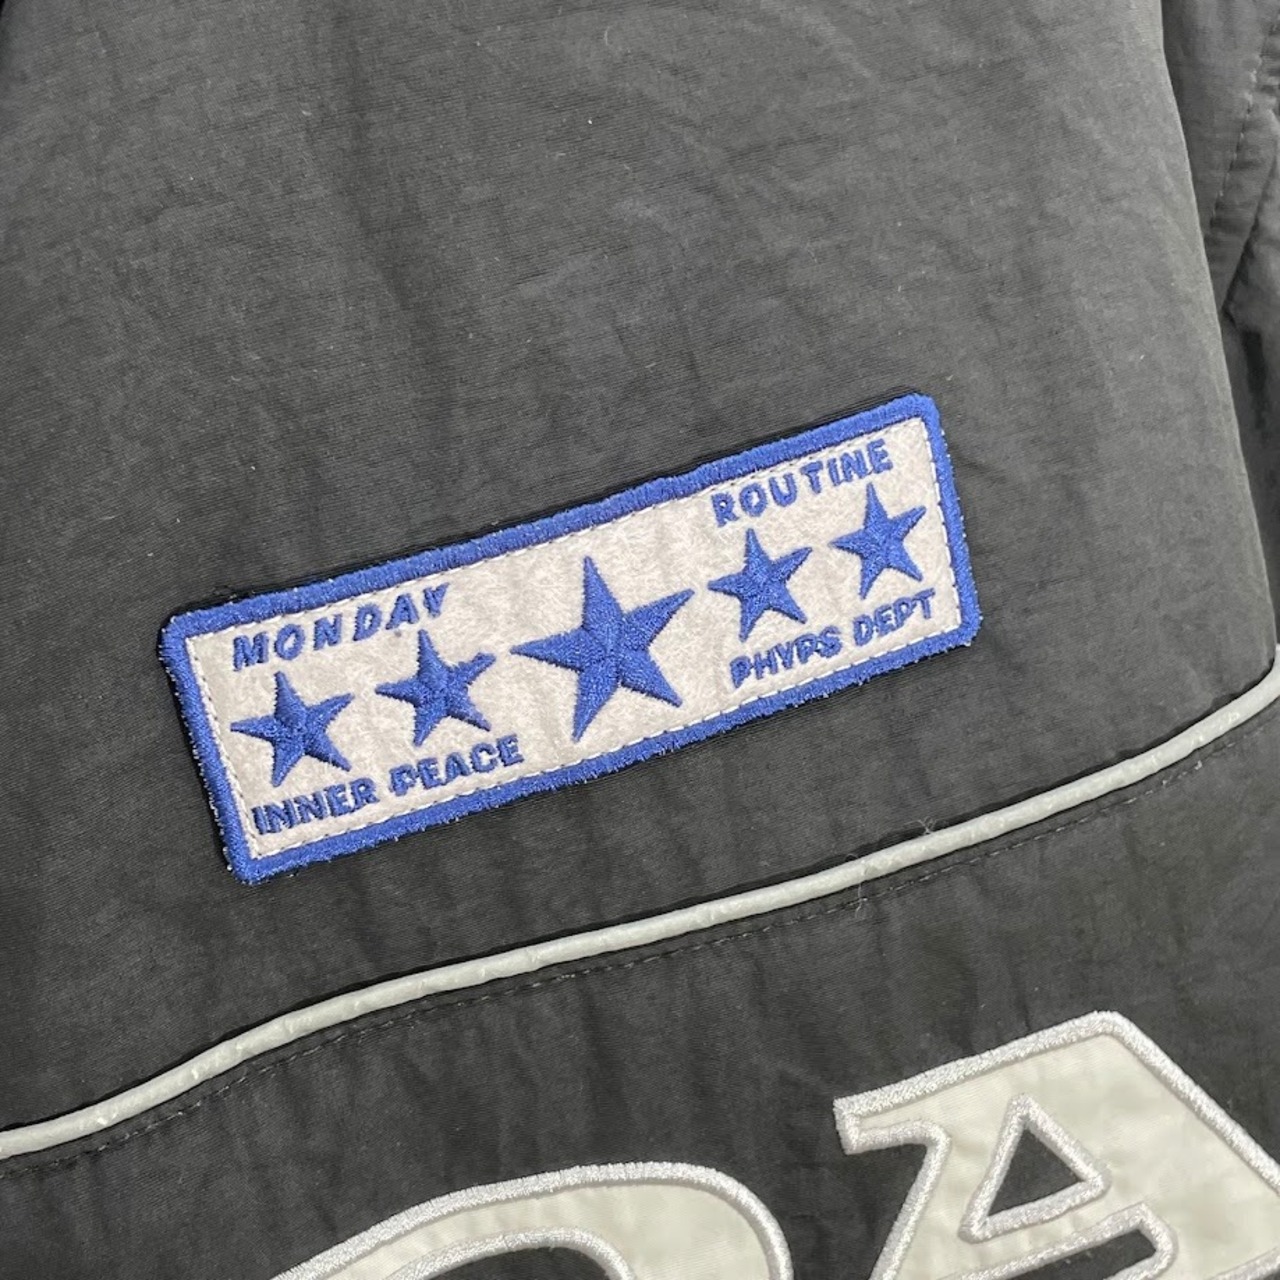 MONDAY ROUTINE
INNER PEACE PHYPS DEPT
A